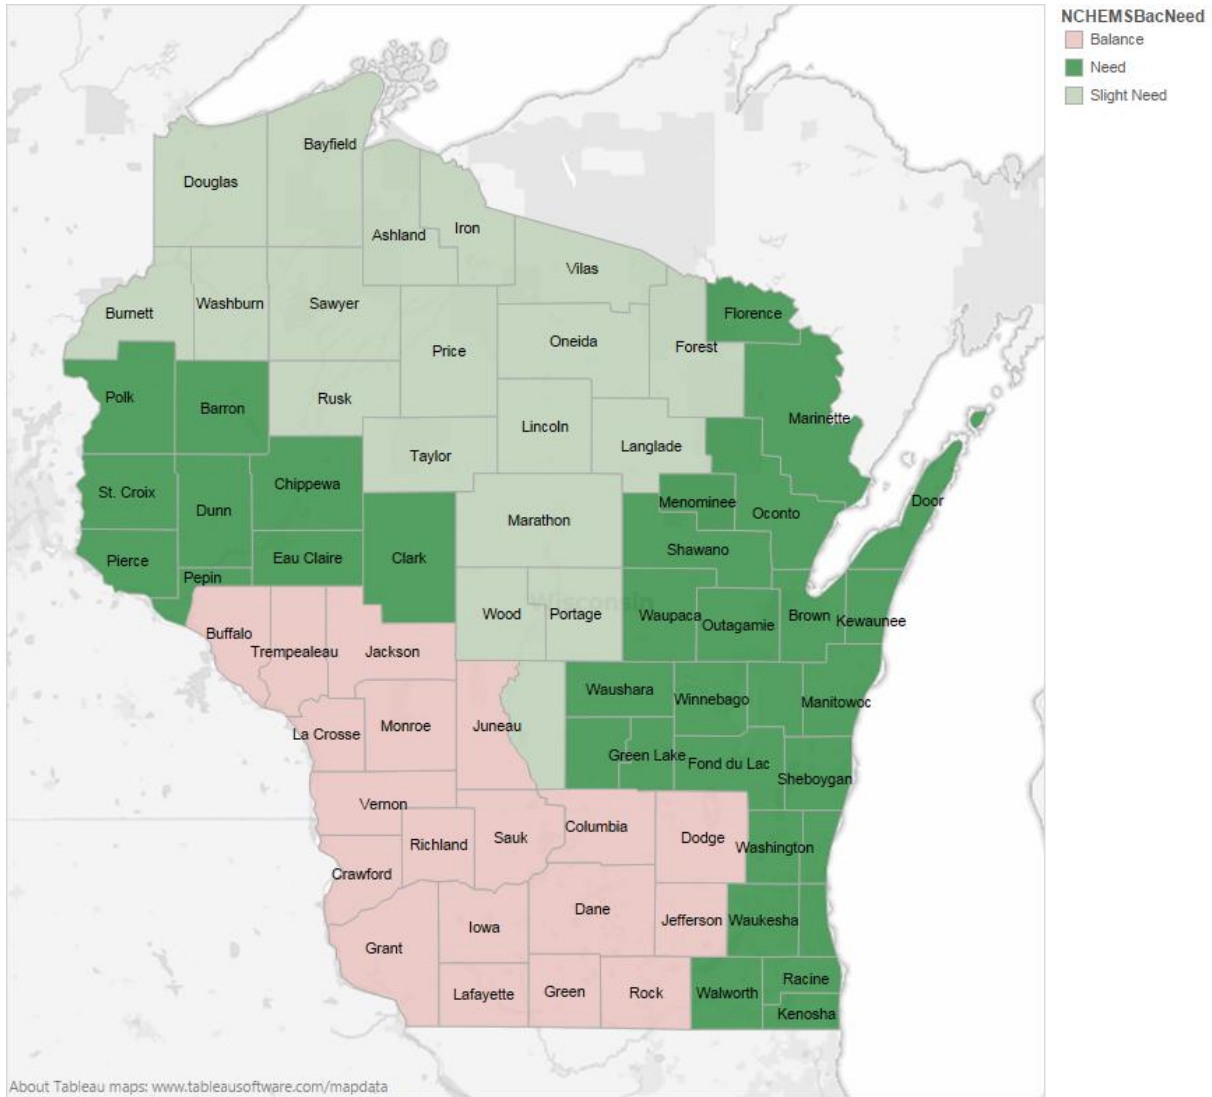 NCHEMSBacNeed
Balance
Need
Slight Need
Bayfield
Douglas
Ashland
Iron
Vilas
Burnett
Washburn
Sawyer
Florence
Price
Oneida
Forest
Polk
Barron
Rusk
Marinette
Lincoln
Langlade
Taylor
St. Croix
Chippewa
Dunn
Menominee
Door
Oconto
Marathon
Pierce
Eau Claire
Clark
Shawano
Pepin
Wisconsin
Wood
Portage
Waupaca
Outagamie
Brown
Kewaunee
Buffalo
Trempealeau
Jackson
Waushara
Winnebago
Manitowoc
La Crosse
Monroe
Juneau
Green Lake
Fond du Lac
Sheboygan
Vernon
Richland
Sauk
Columbia
Dodge
Washington
Crawford
Iowa
Dane
Jefferson
Waukesha
Grant
Lafayette
Green
Rock
Walworth
Racine
Kenosha
About Tableau maps: www.tableausoftware.com/mapdata